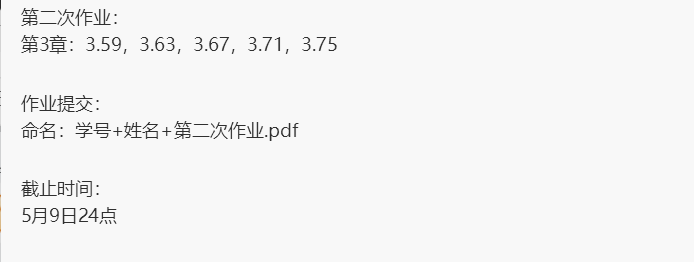 第二次作业：
第3章：3.59，3.63，3.67，3.71，3.75
作业提交：
命名：学号+姓名+第二次作业.pdf
截止时间：
5月9日24点